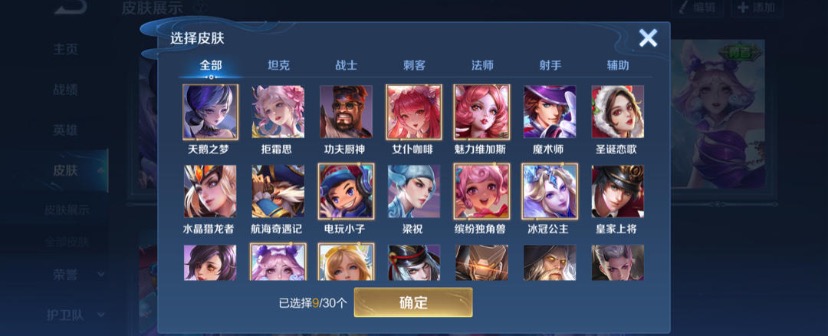 皮肤展示
编辑
添加
选择皮肤
全部 坦克 战士 刺客 法师 射手 辅助
主页
战绩
英雄
皮肤
皮肤展示
全部皮肤
荣誉
护卫队
天鹅之梦 拒霜思 功夫厨神 女仆咖啡 魅力维加斯 魔术师 圣诞恋歌
水晶猎龙者 航海奇遇记 电玩小子 梁祝 缤纷独角兽 冰冠公主 皇家上将
已选择9/30个
确定